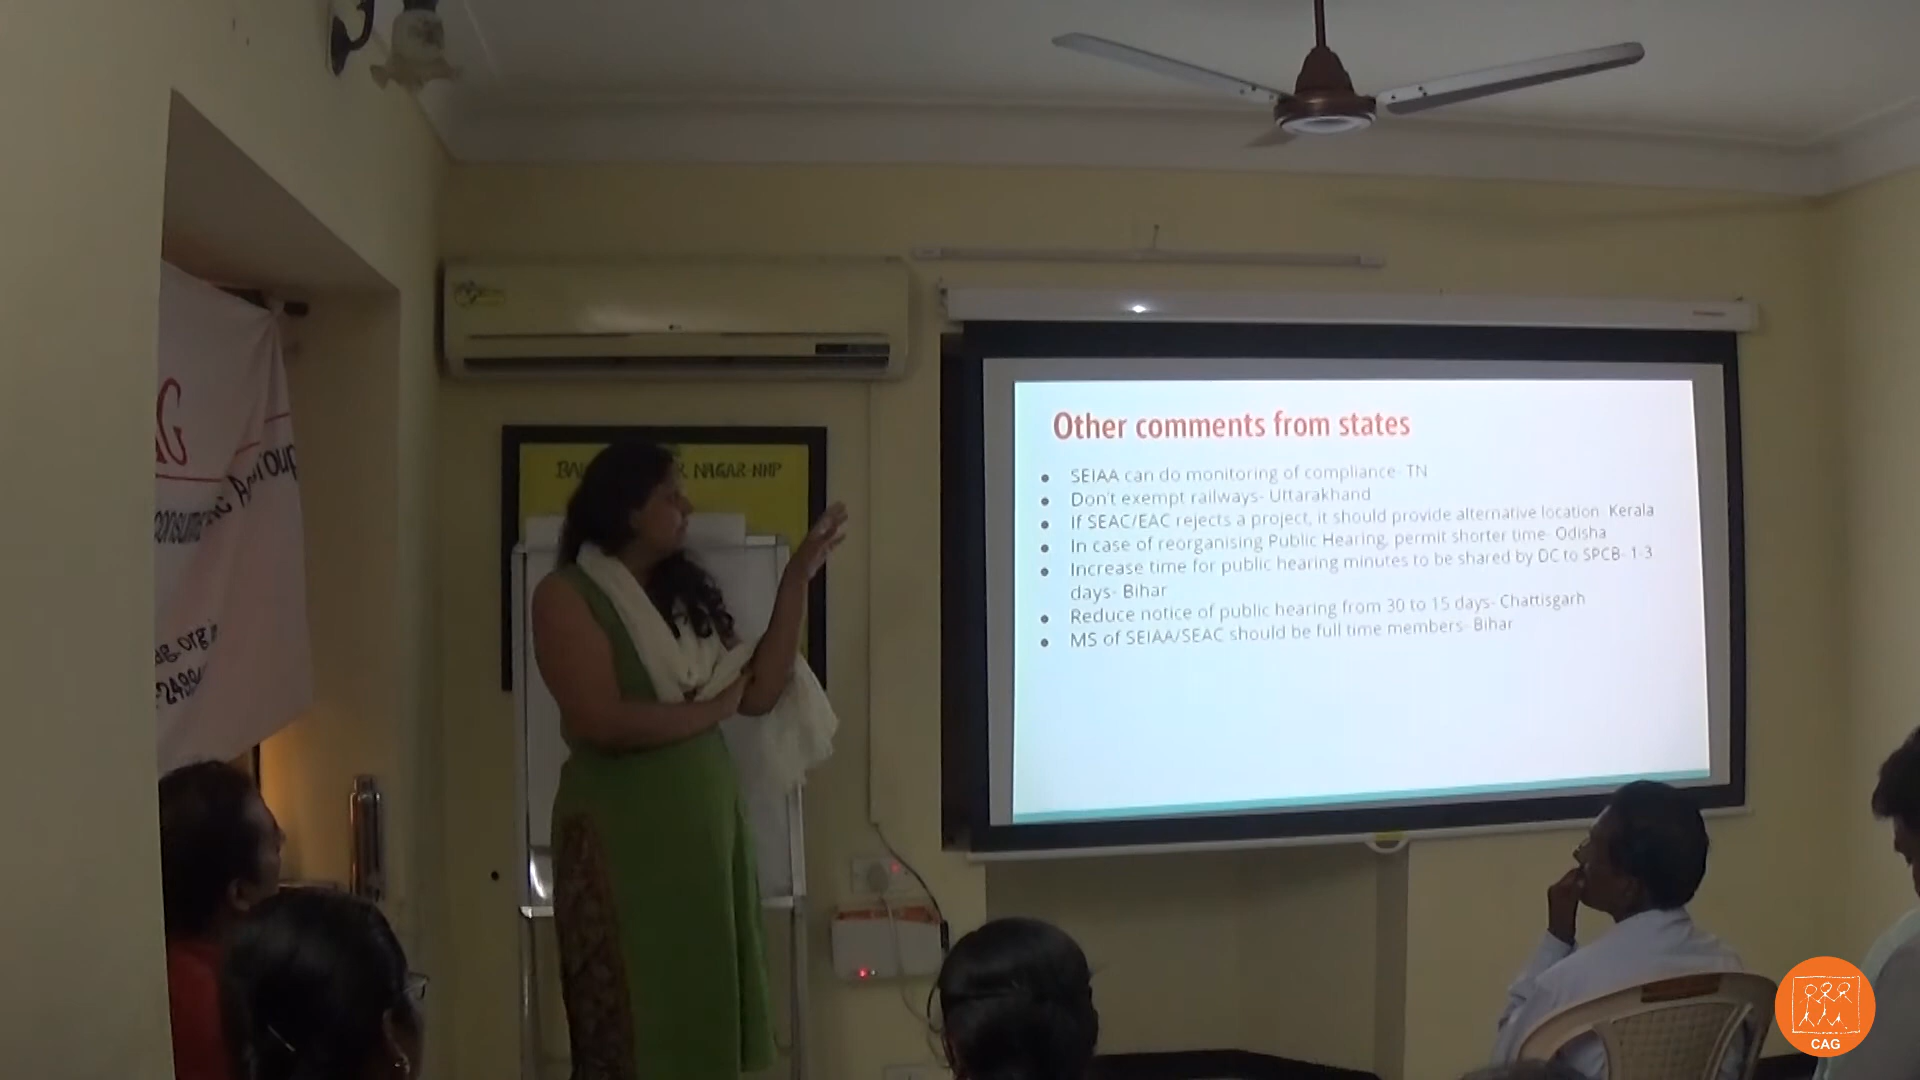 Other comments from states
● SEIAA can do monitoring of compliance- TN
● Don't exempt railways- Uttarakhand
● If SEAC/EAC rejects a project, it should provide alternative location- Kerala
● In case of reorganising Public Hearing, permit shorter time- Odisha
● Increase time for public hearing minutes to be shared by DC to SPCB- 1-3
days- Bihar
● Reduce notice of public hearing from 30 to 15 days- Chattisgarh
● MS of SEIAA/SEAC should be full time members- Bihar
NAGAR-NNP
CAG